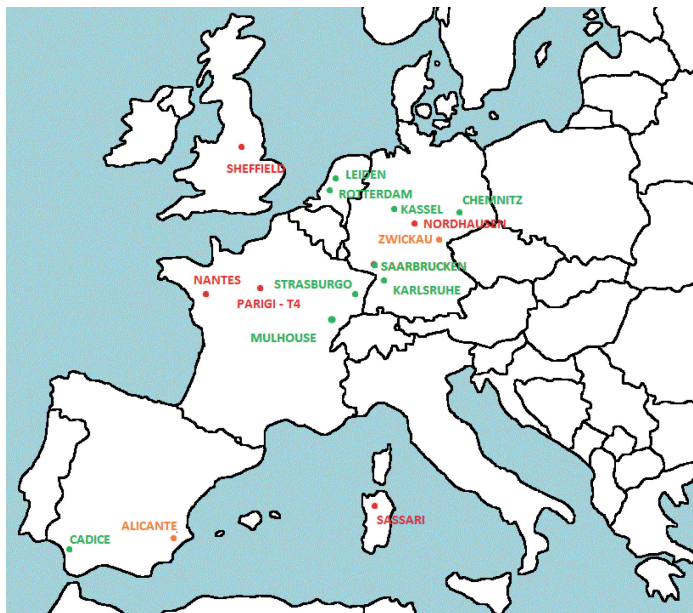 SHEFFIELD
LEIDEN
ROTTERDAM
CHEMNITZ
KASSEL
NORDHAUSEN
ZWICKAU
SAARBRUCKEN
NANTES
STRASBURGO
KARLSRUHE
PARIGI - T4
MULHOUSE
SASSARI
ALICANTE
CADICE